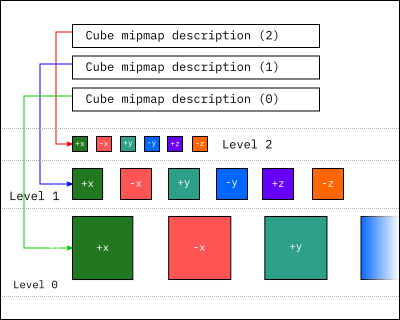 Cube mipmap description (2)
Cube mipmap description (1)
Cube mipmap description (0)
+x -x +y -y +z -z Level 2
+x -x +y -y +z -z
Level 1
+x -x +y
Level 0